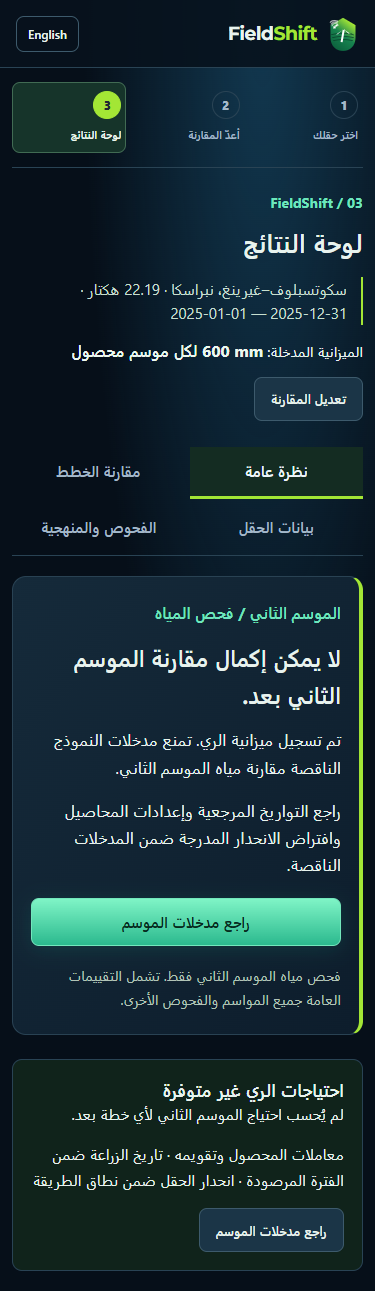 FieldShift
English
1
اختر حقلك
2
أعدّ المقارنة
3
لوحة النتائج
FieldShift / 03
لوحة النتائج
سكوتسبلوف–غيرينغ، نبراسكا · 22.19 هكتار ·
2025-01-01 — 2025-12-31
الميزانية المدخلة: 600 mm لكل موسم محصول
تعديل المقارنة
نظرة عامة
مقارنة الخطط
بيانات الحقل
الفحوص والمنهجية
الموسم الثاني / فحص المياه
لا يمكن إكمال مقارنة الموسم
الثاني بعد.
تم تسجيل ميزانية الري. تمنع مدخلات النموذج
الناقصة مقارنة مياه الموسم الثاني.
راجع التواريخ المرجعية وإعدادات المحاصيل
وافتراض الانحدار المدرجة ضمن المدخلات
الناقصة.
راجع مدخلات الموسم
فحص مياه الموسم الثاني فقط. تشمل التقييمات
العامة جميع المواسم والفحوص الأخرى.
احتياجات الري غير متوفرة
لم يُحسب احتياج الموسم الثاني لأي خطة بعد.
معاملات المحصول وتقويمه · تاريخ الزراعة ضمن
الفترة المرصودة · انحدار الحقل ضمن نطاق الطريقة
راجع مدخلات الموسم